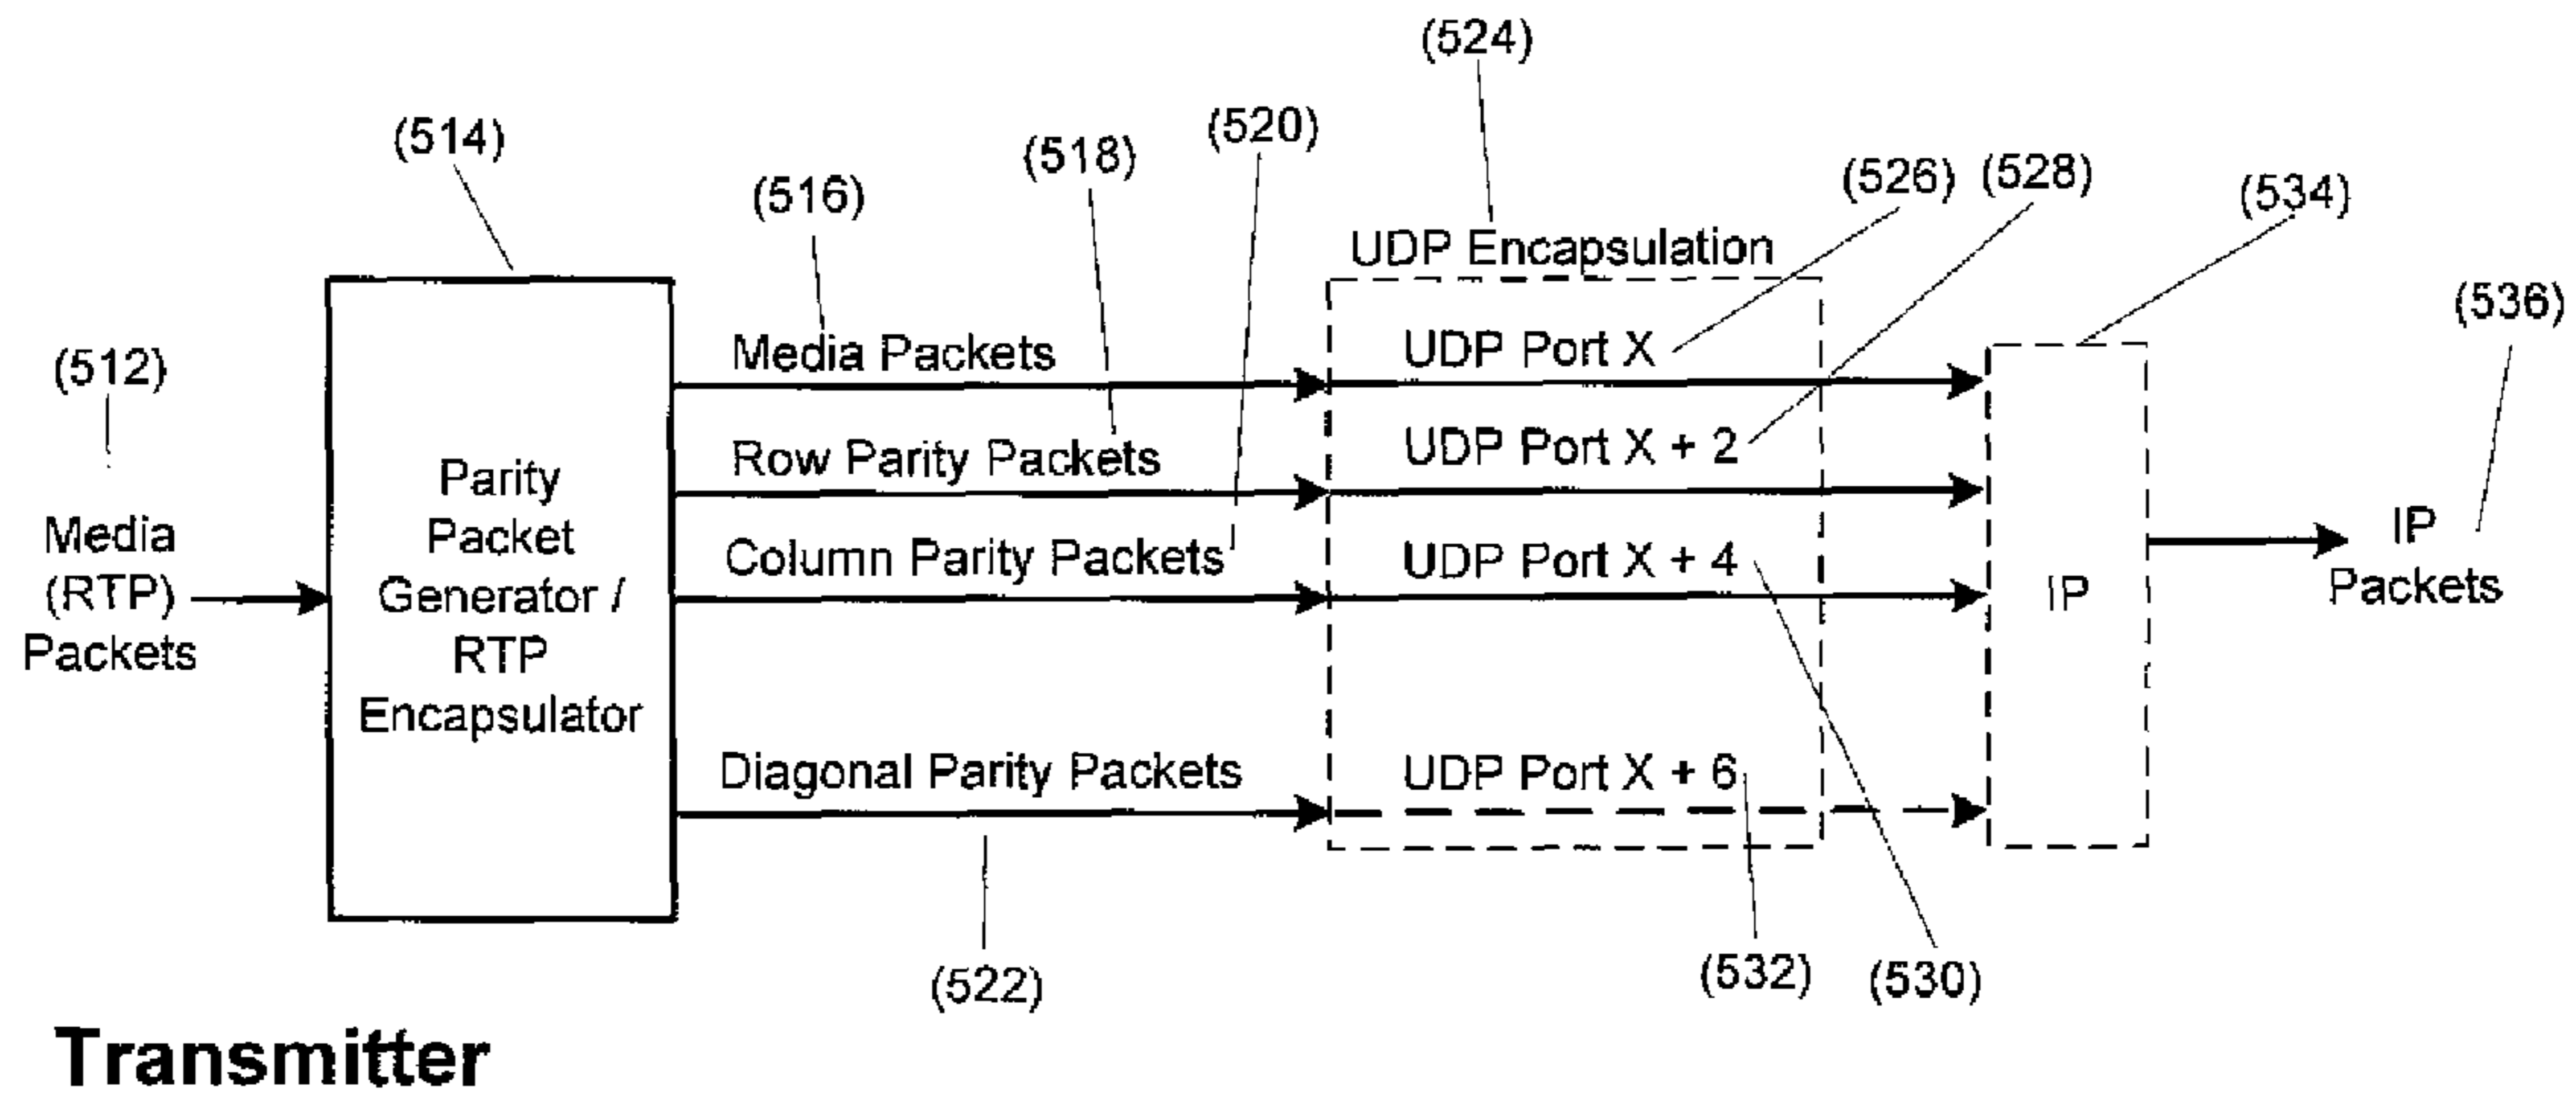 (524)
(514)
(520)
(518)
(516)
(526)
(528)
(534)
UDP Encapsulation
(536)
(512)
Media Packets
UDP Port X
Row Parity Packets
UDP Port X + 2
Parity
Packet
Generator /
RTP
Encapsulator
Media
(RTP)
Packets
Column Parity Packets
UDP Port X + 4
IP
IP
Packets
Diagonal Parity Packets
UDP Port X + 6
(522)
(532)
(530)
Transmitter